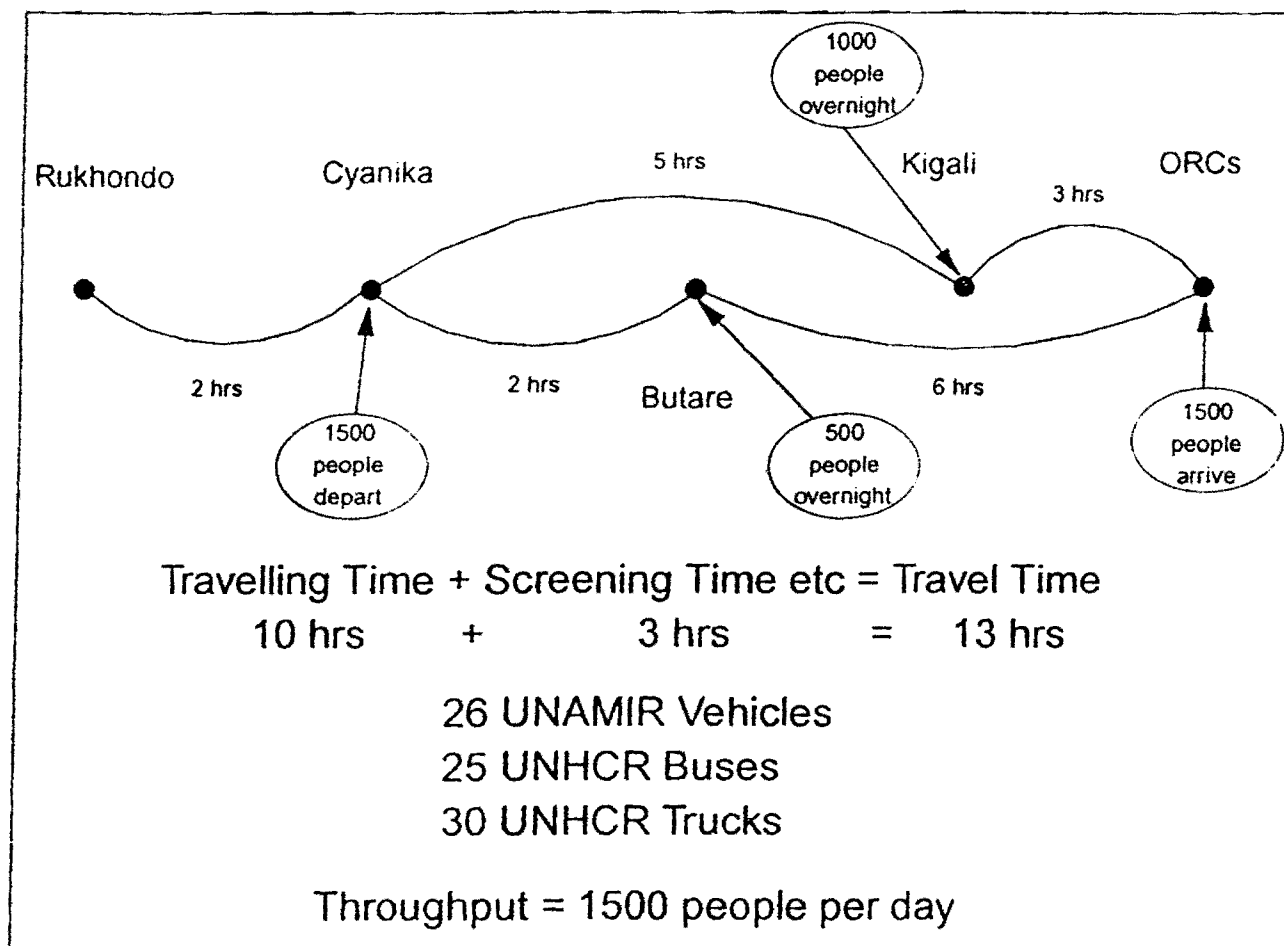 1000
people
overnight
Rukhondo
Cyanika
5 hrs
Kigali
ORCs
3 hrs
2 hrs
2 hrs
Butare
6 hrs
1500
people
depart
500
people
overnight
1500
people
arrive
Travelling Time + Screening Time etc = Travel Time
10 hrs + 3 hrs = 13 hrs
26 UNAMIR Vehicles
25 UNHCR Buses
30 UNHCR Trucks
Throughput = 1500 people per day